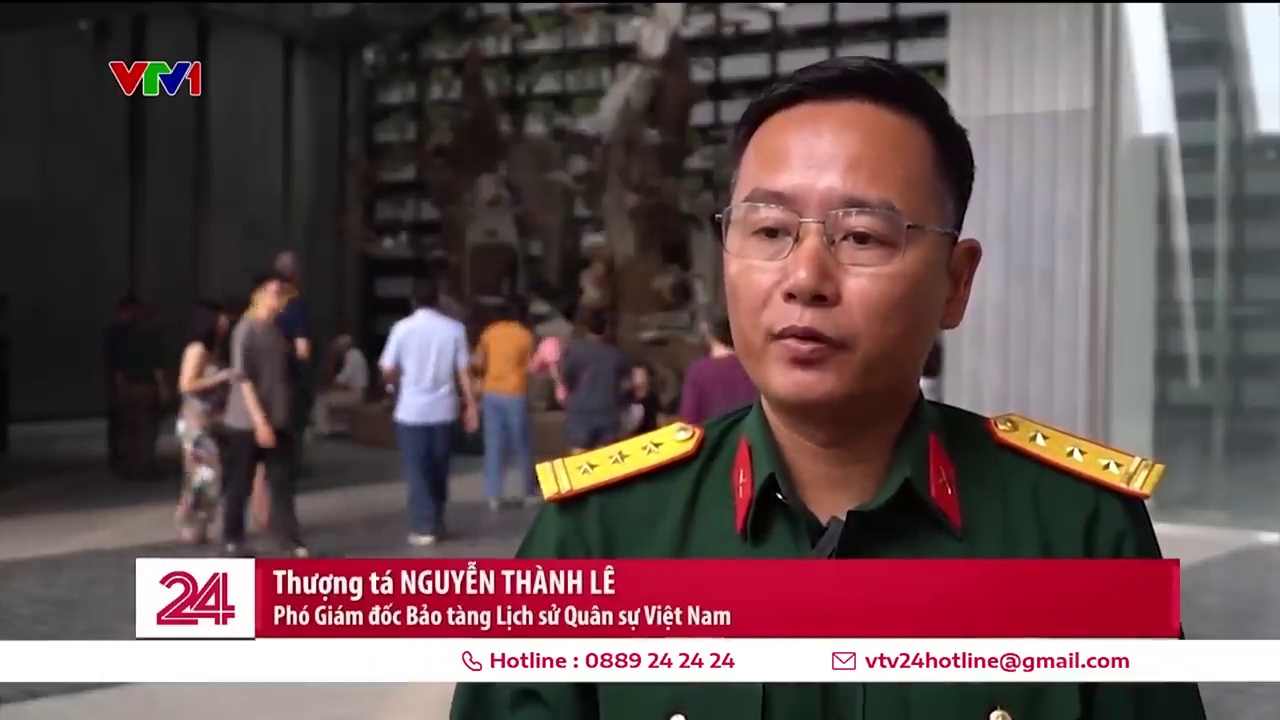 VTV1
24
Thượng tá NGUYỄN THÀNH LÊ
Phó Giám đốc Bảo tàng Lịch sử Quân sự Việt Nam
Hotline : 0889 24 24 24
vtv24hotline@gmail.com